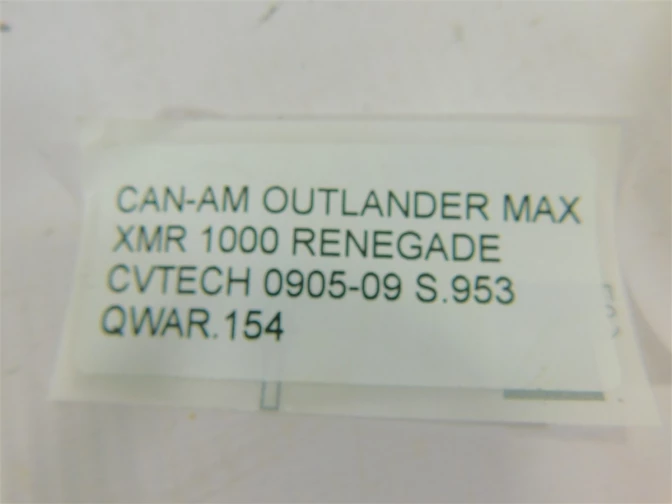 CAN-AM OUTLANDER MAX
XMR 1000 RENEGADE
CVTECH 0905-09 S.953
QWAR.154